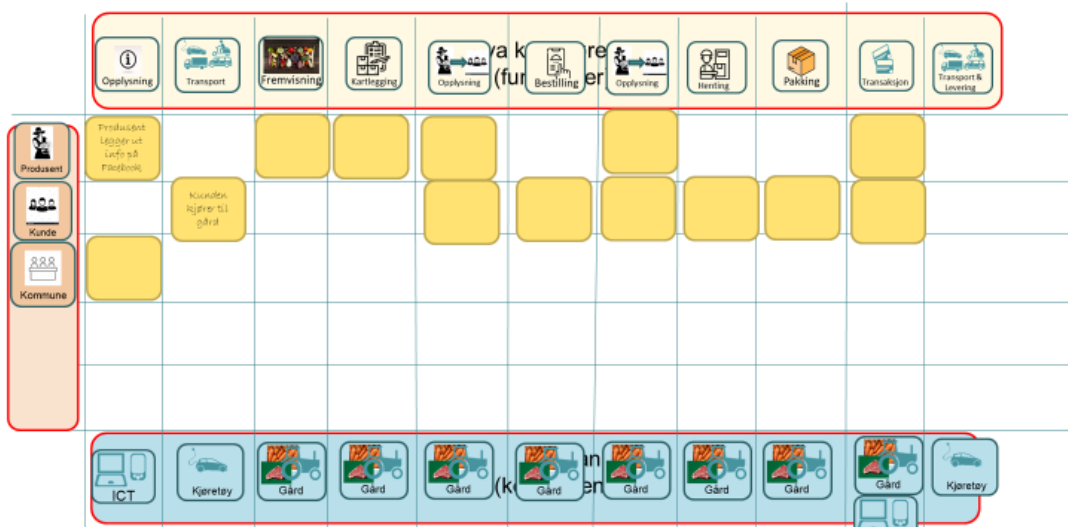 Opplysning
Transport
Fremvisning
Kartlegging
Opplysning
Bestilling
Opplysning
Henting
Pakking
Transaksjon
Transport &
Levering
Produsent
Kunde
Kommune
Produsent
legger ut
info på
Facebook
Kunden
kjører til
gård
ICT
Kjøretøy
Gård
Gård
Gård
Gård
Gård
Gård
Gård
Gård
Kjøretøy